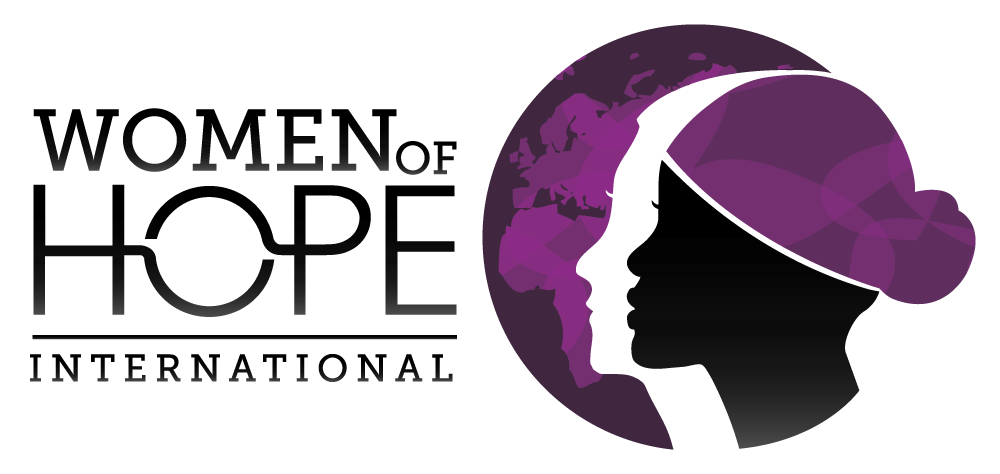 WOMEN OF
HOPE
INTERNATIONAL